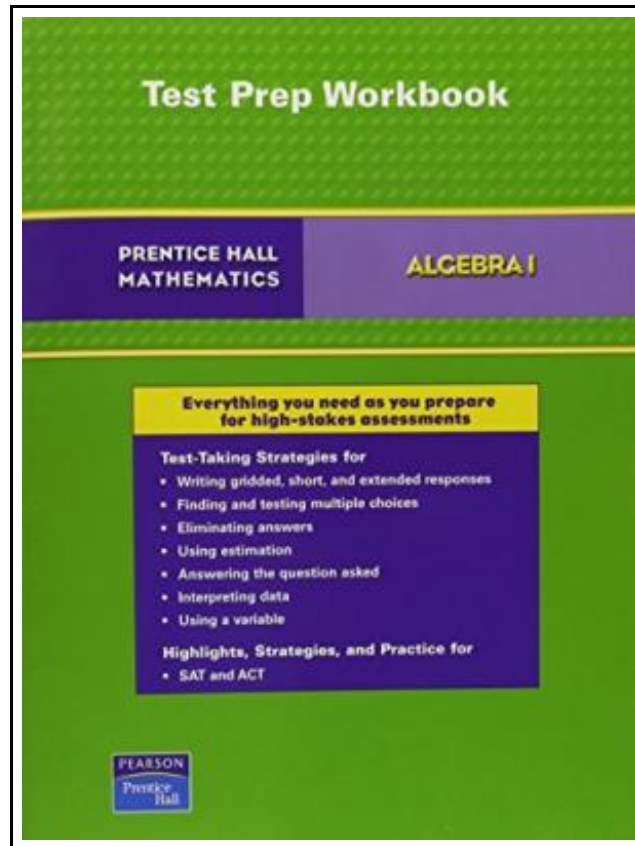 Test Prep Workbook
PRENTICE HALL
MATHEMATICS
ALGEBRA 1
Everything you need as you prepare
for high-stakes assessments
Test-Taking Strategies for
• Writing gridded, short, and extended responses
• Finding and testing multiple choices
• Eliminating answers
• Using estimation
• Answering the question asked
• Interpreting data
• Using a variable
Highlights, Strategies, and Practice for
• SAT and ACT
PEARSON
Prentice
Hall